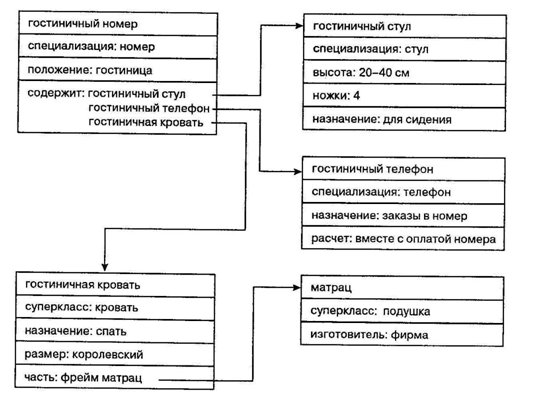 гостиничный номер
специализация: номер
положение: гостиница
содержит: гостиничный стул
гостиничный телефон
гостиничная кровать
гостиничный стул
специализация: стул
высота: 20–40 см
ножки: 4
назначение: для сидения
гостиничный телефон
специализация: телефон
назначение: заказы в номер
расчет: вместе с оплатой номера
гостиничная кровать
суперкласс: кровать
назначение: спать
размер: королевский
часть: фрейм матрац
матрац
суперкласс: подушка
изготовитель: фирма